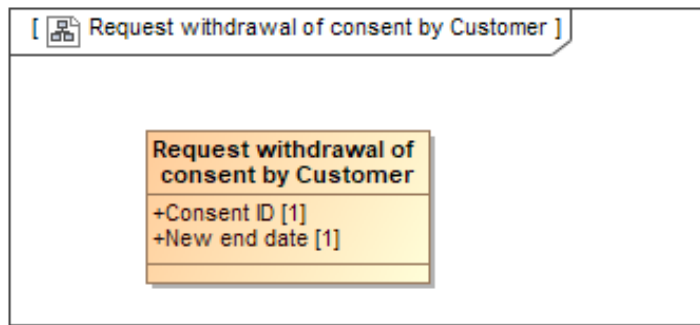 [ Request withdrawal of consent by Customer ]
Request withdrawal of
consent by Customer
+Consent ID [1]
+New end date [1]